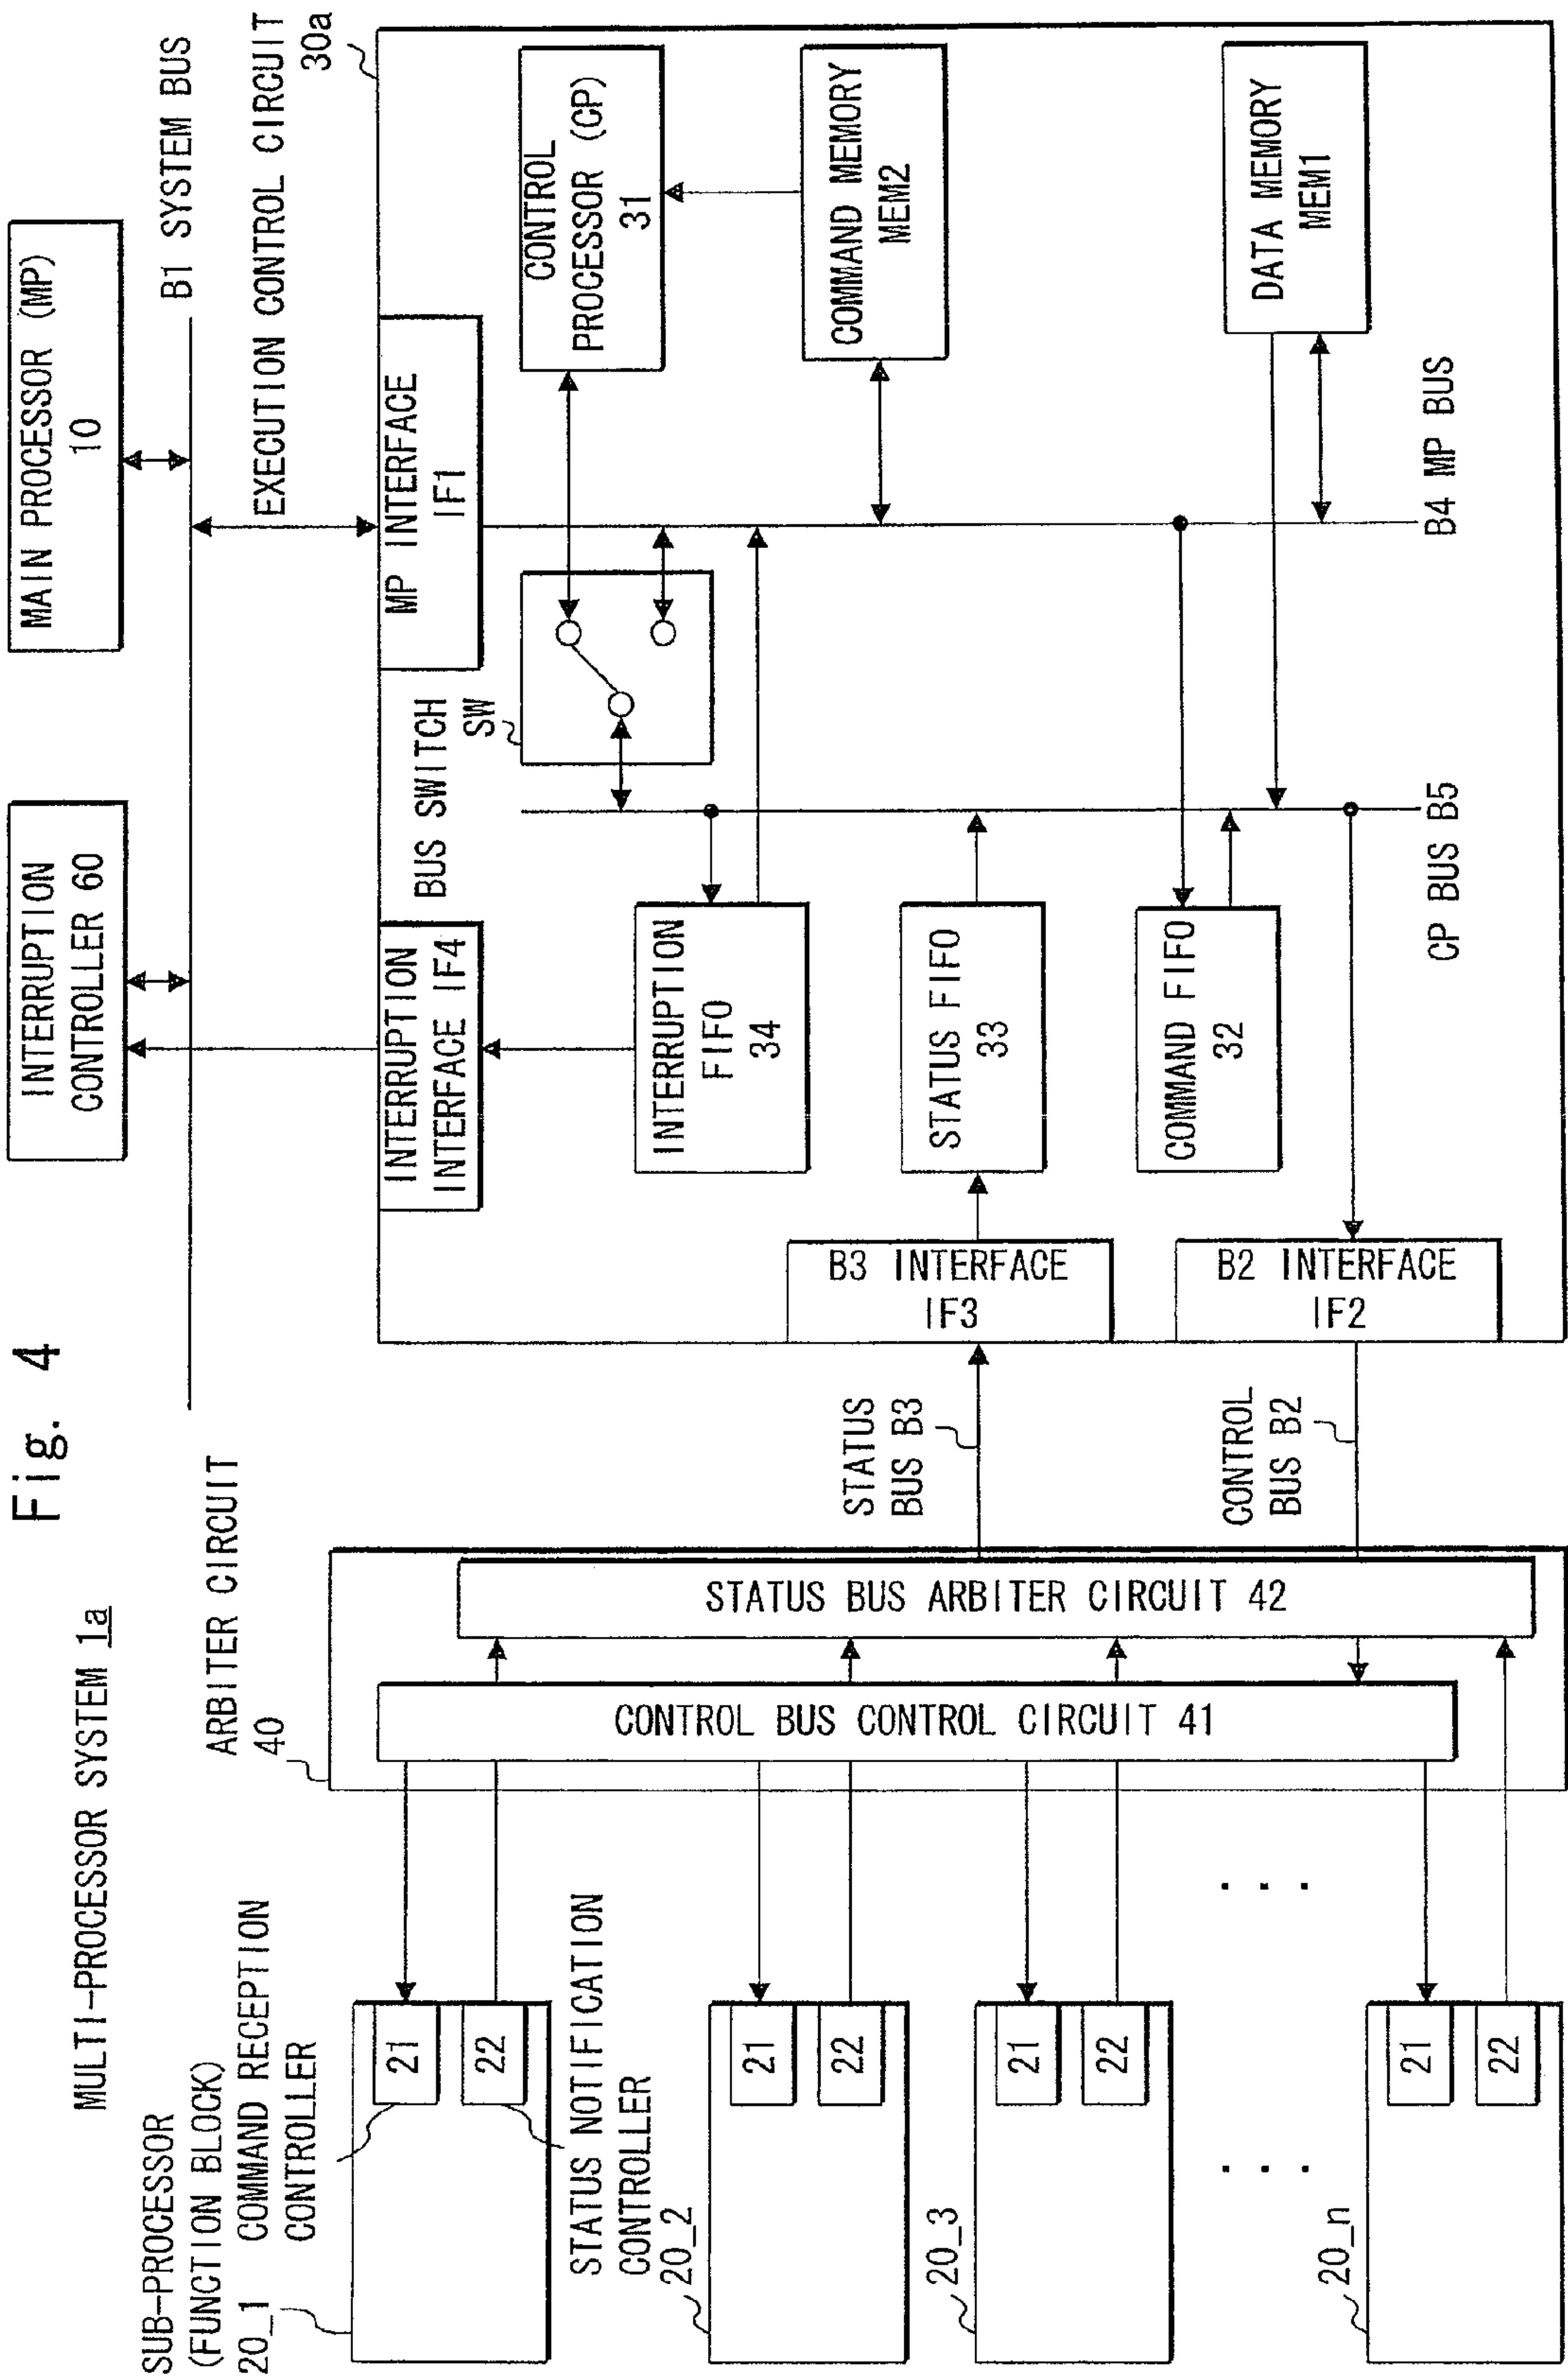 Fig. 4
MULTI-PROCESSOR SYSTEM 1a
MAIN PROCESSOR (MP)
10
INTERRUPTION
CONTROLLER 60
B1 SYSTEM BUS
EXECUTION CONTROL CIRCUIT
30a
ARBITER CIRCUIT
40
SUB-PROCESSOR
(FUNCTION BLOCK)
20_1
COMMAND RECEPTION
CONTROLLER
21
22
STATUS NOTIFICATION
CONTROLLER
20_2
21
22
20_3
21
22
. . .
. . .
20_n
21
22
CONTROL BUS CONTROL CIRCUIT 41
STATUS BUS ARBITER CIRCUIT 42
STATUS
BUS B3
CONTROL
BUS B2
INTERRUPTION
INTERFACE IF4
MP INTERFACE
IF1
BUS SWITCH
SW
CONTROL
PROCESSOR (CP)
31
INTERRUPTION
FIFO
34
COMMAND MEMORY
MEM2
B3 INTERFACE
IF3
STATUS FIFO
33
B2 INTERFACE
IF2
COMMAND FIFO
32
DATA MEMORY
MEM1
CP BUS B5
B4 MP BUS